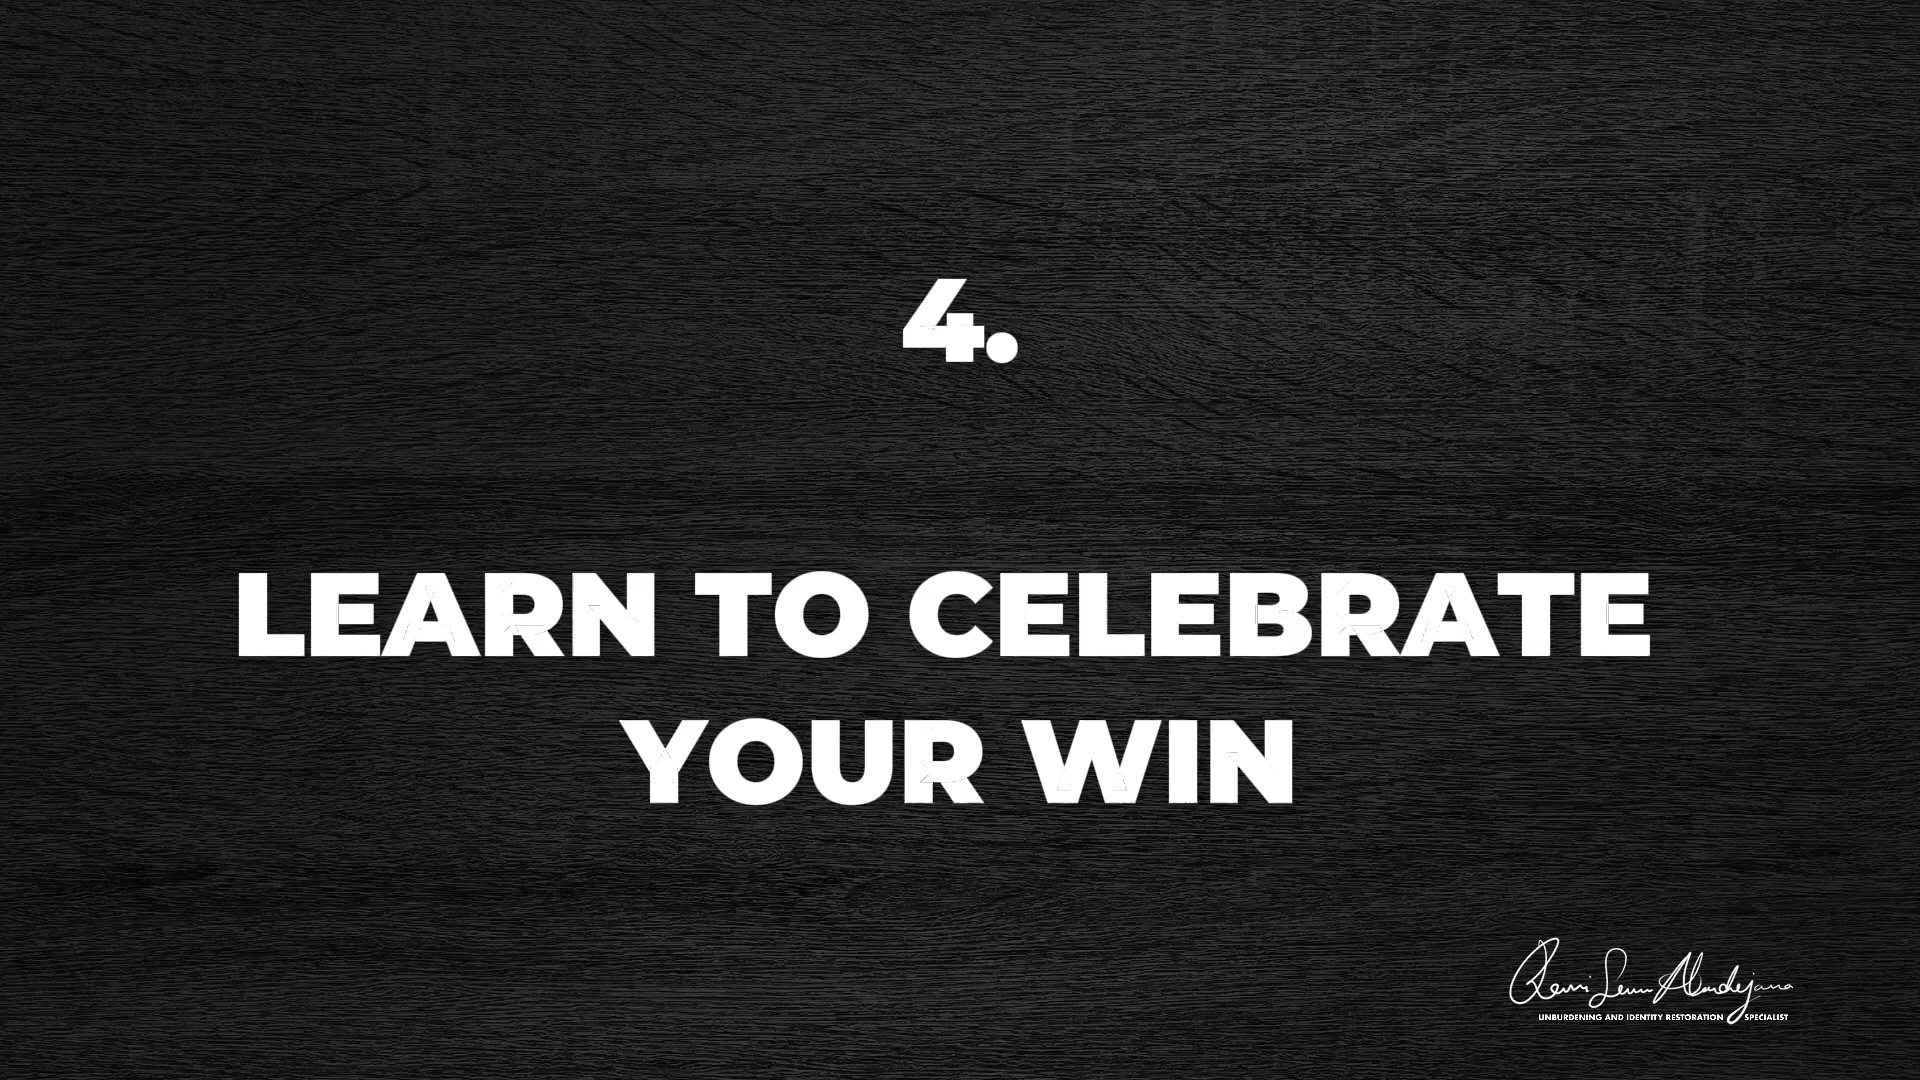 4.
LEARN TO CELEBRATE
YOUR WIN
UNBURDENING AND IDENTITY RESTORATION SPECIALIST